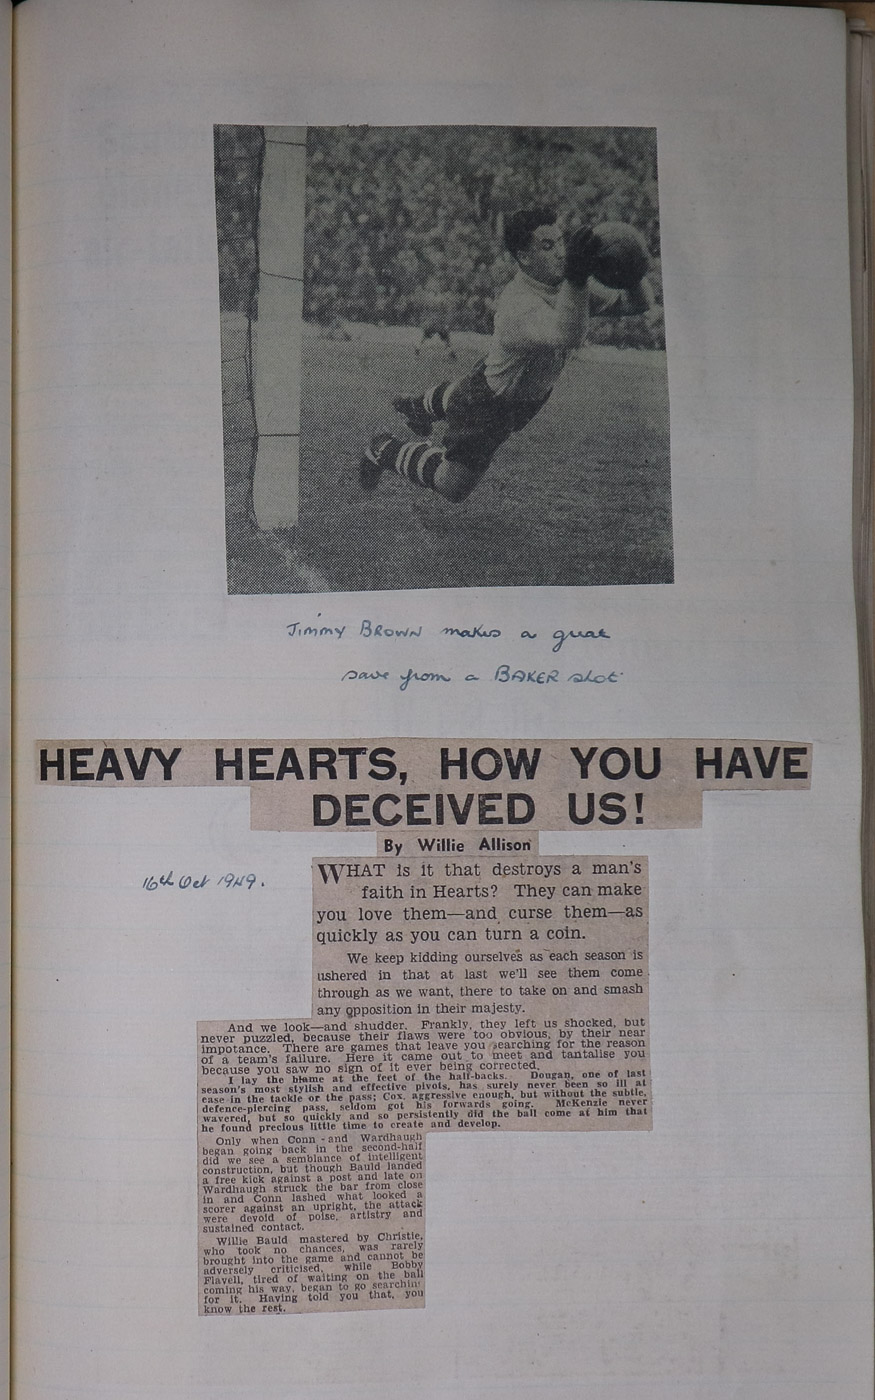 JIMMY BROWN makes a great
save from a BAKER shot
HEAVY HEARTS, HOW YOU HAVE
DECEIVED US!
By Willie Allison
16th Oct 1949.
WHAT is it that destroys a man's
faith in Hearts? They can make
you love them—and curse them—as
quickly as you can turn a coin.
We keep kidding ourselves as each season is
ushered in that at last we'll see them come
through as we want, there to take on and smash
any opposition in their majesty.
And we look—and shudder. Frankly, they left us shocked, but
never puzzled, because their flaws were too obvious, by their near
impotance. There are games that leave you searching for the reason
of a team's failure. Here it came out to meet and tantalise you
because you saw no sign of it ever being corrected.
I lay the blame at the feet of the half-backs. Dougan, one of last
season's most stylish and effective pivots, has surely never been so ill at
ease in the tackle or the pass; Cox, aggressive enough, but without the subtle,
defence-piercing pass, seldom got his forwards going. McKenzie never
wavered, but so quickly and so persistently did the ball come at him that
he found precious little time to create and develop.
Only when Conn and Wardhaugh
began going back in the second-half
did we see a semblance of intelligent
construction, but though Bauld landed
a free kick against a post and late on
Wardhaugh struck the bar from close
in and Conn lashed what looked a
scorer against an upright, the attack
were devoid of poise, artistry and
sustained contact.
Willie Bauld mastered by Christie,
who took no chances, was rarely
brought into the game and cannot be
adversely criticised, while Bobby
Flavell, tired of waiting on the ball
coming his way, began to go searchin'
for it. Having told you that, you
know the rest.